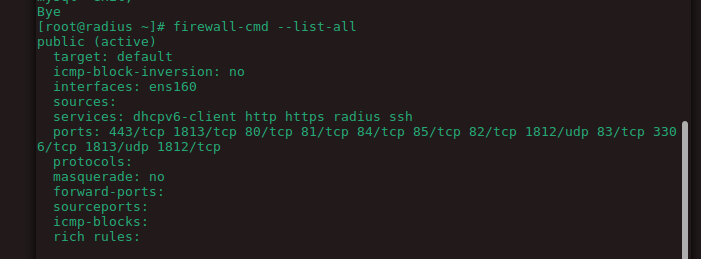 Bye
[root@radius ~]# firewall-cmd --list-all
public (active)
  target: default
  icmp-block-inversion: no
  interfaces: ens160
  sources:
  services: dhcpv6-client http https radius ssh
  ports: 443/tcp 1813/tcp 80/tcp 81/tcp 84/tcp 85/tcp 82/tcp 1812/udp 83/tcp 330
6/tcp 1813/udp 1812/tcp
  protocols:
  masquerade: no
  forward-ports:
  sourceports:
  icmp-blocks:
  rich rules: